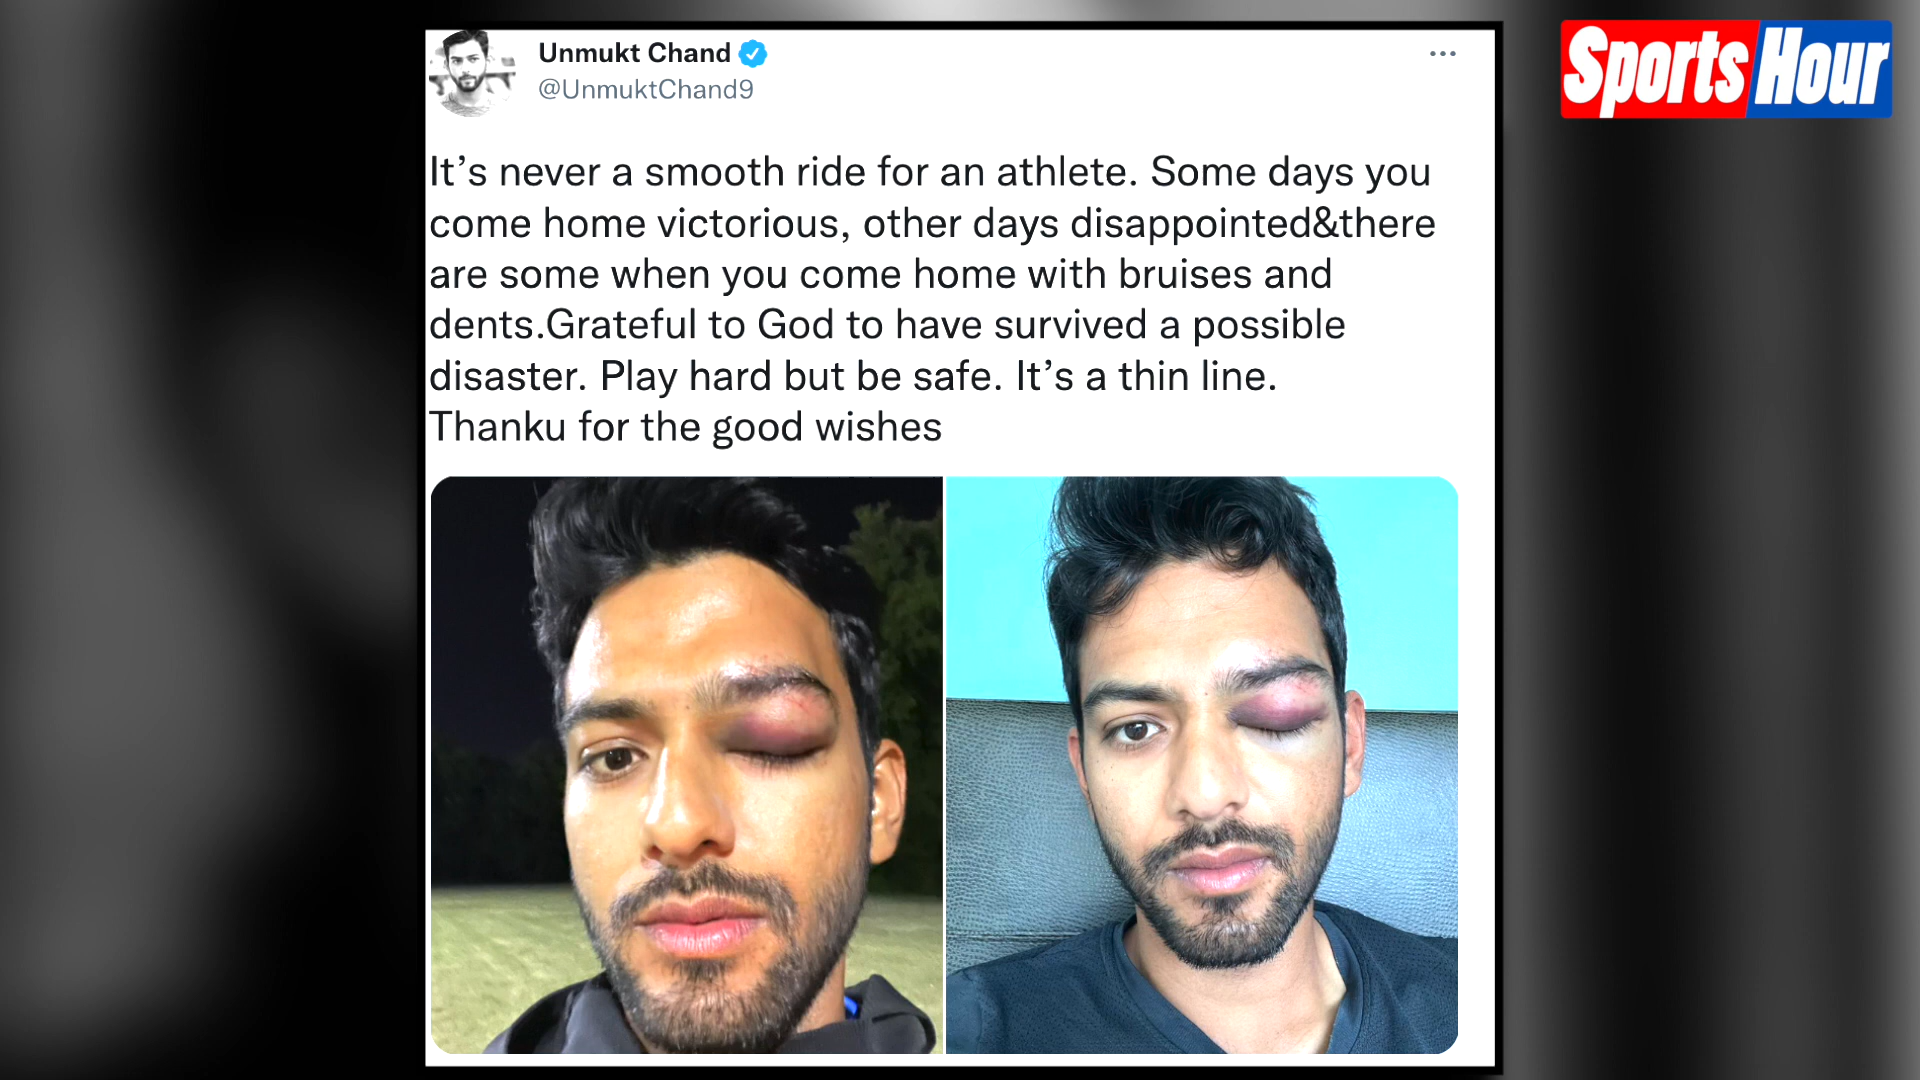 Unmukt Chand
@UnmuktChand9
Sports Hour
It’s never a smooth ride for an athlete. Some days you
come home victorious, other days disappointed&there
are some when you come home with bruises and
dents.Grateful to God to have survived a possible
disaster. Play hard but be safe. It’s a thin line.
Thanku for the good wishes